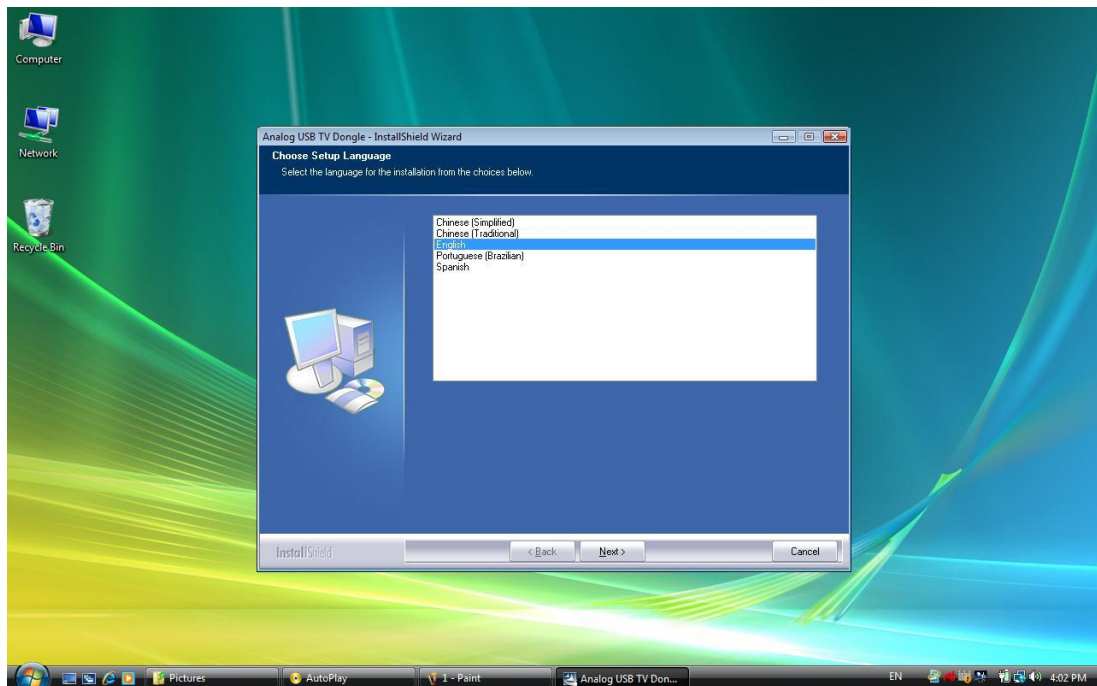 Computer
Network
Recycle Bin
Analog USB TV Dongle - InstallShield Wizard
Choose Setup Language
Select the language for the installation from the choices below.
Chinese (Simplified)
Chinese (Traditional)
English
Portuguese (Brazilian)
Spanish
InstallShield
< Back
Next >
Cancel
Pictures
AutoPlay
1 - Paint
Analog USB TV Don...
EN
4:02 PM